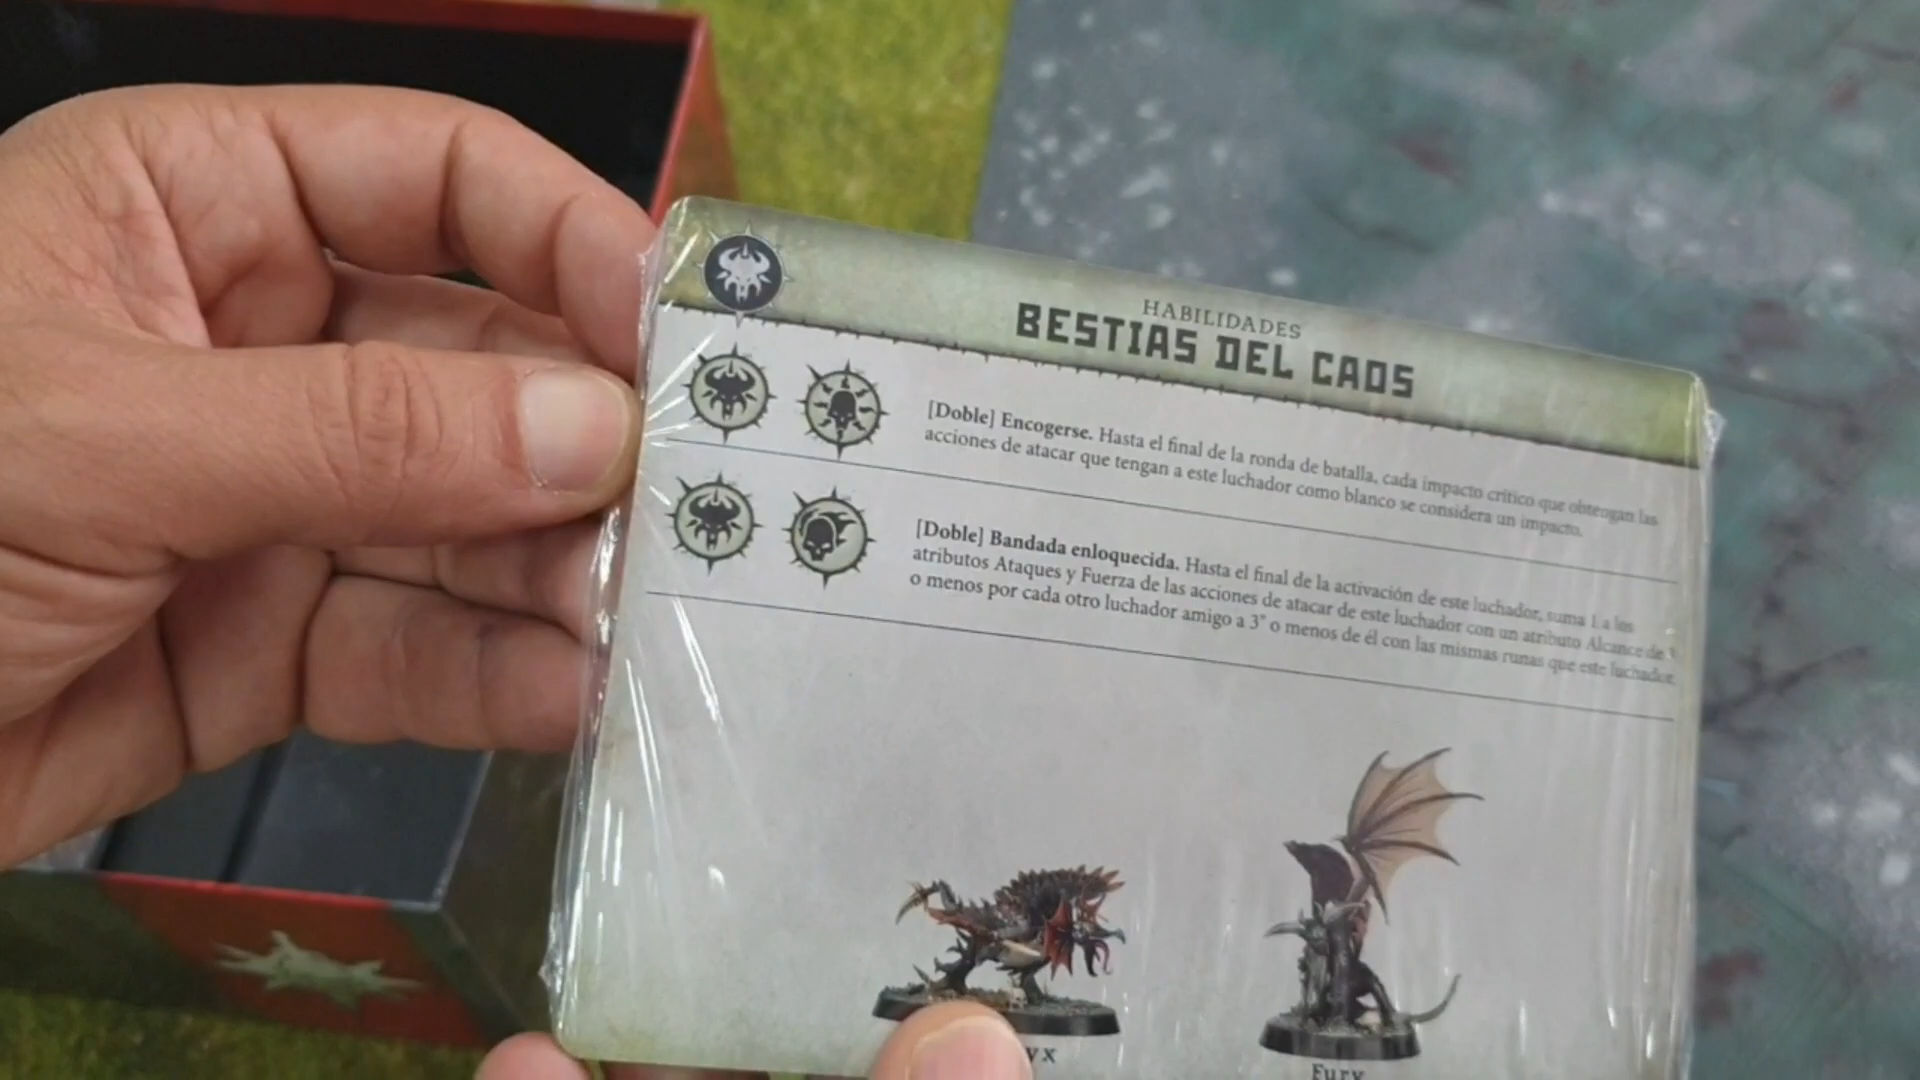 HABILIDADES
BESTIAS DEL CAOS
[Doble] Encogerse. Hasta el final de la ronda de batalla, cada impacto crítico que obtengan las
acciones de atacar que tengan a este luchador como blanco se considera un impacto.
[Doble] Bandada enloquecida. Hasta el final de la activación de este luchador, suma 1 a los
atributos Ataques y Fuerza de las acciones de atacar de este luchador con un atributo Alcance de
o menos por cada otro luchador amigo a 3" o menos de él con las mismas runas que este luchador.
yx
Fury